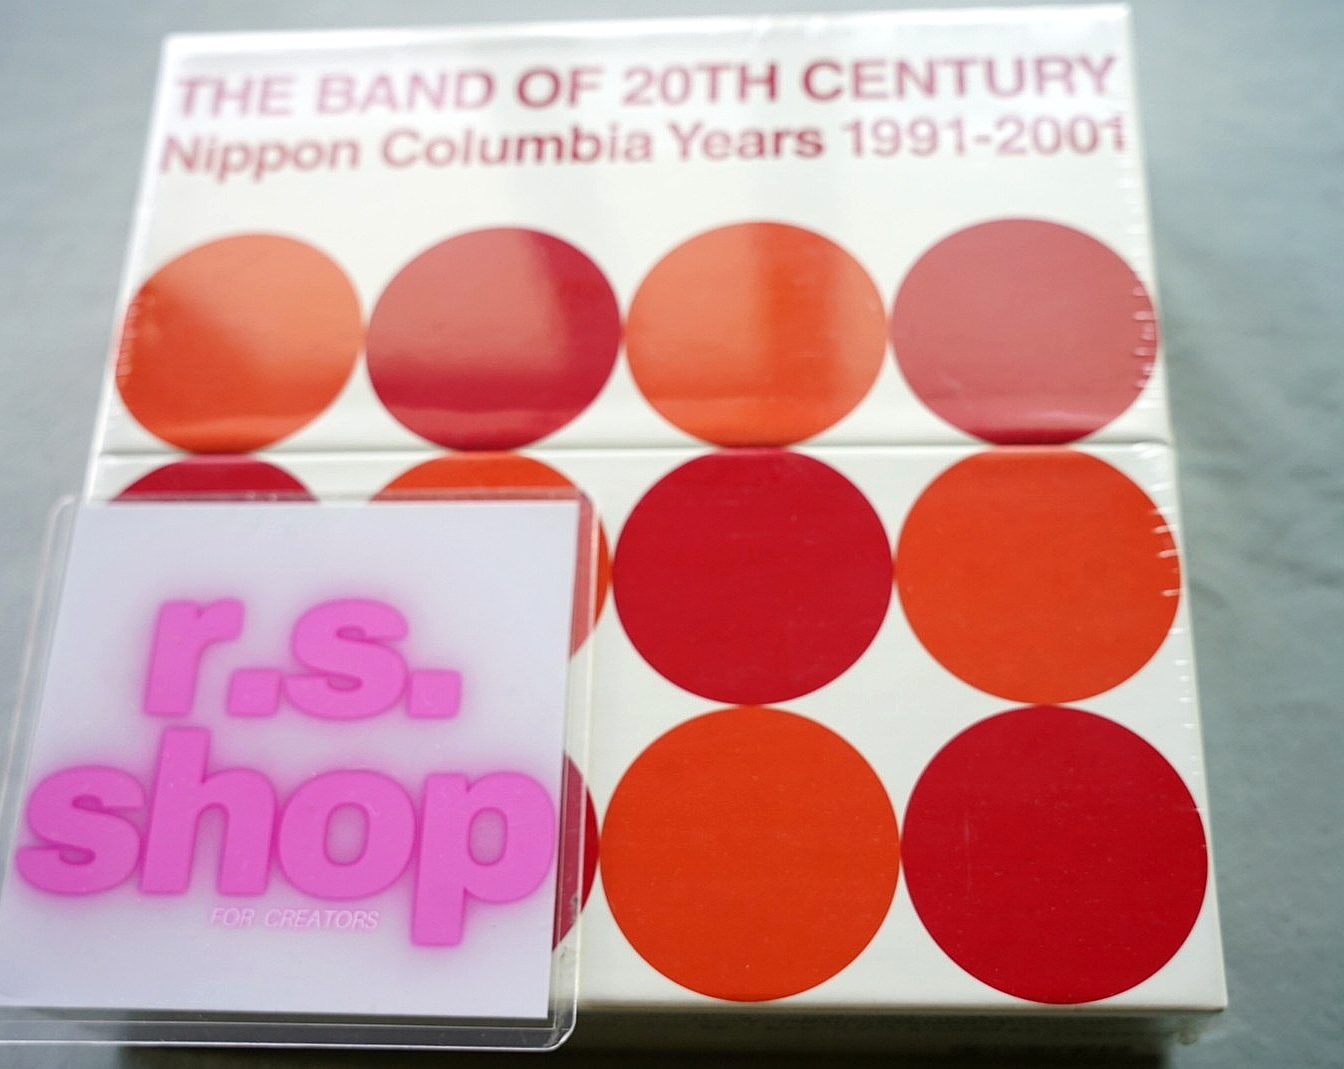 THE BAND OF 20TH CENTURY
Nippon Columbia Years 1991-2001
r.s.
shop
FOR CREATORS